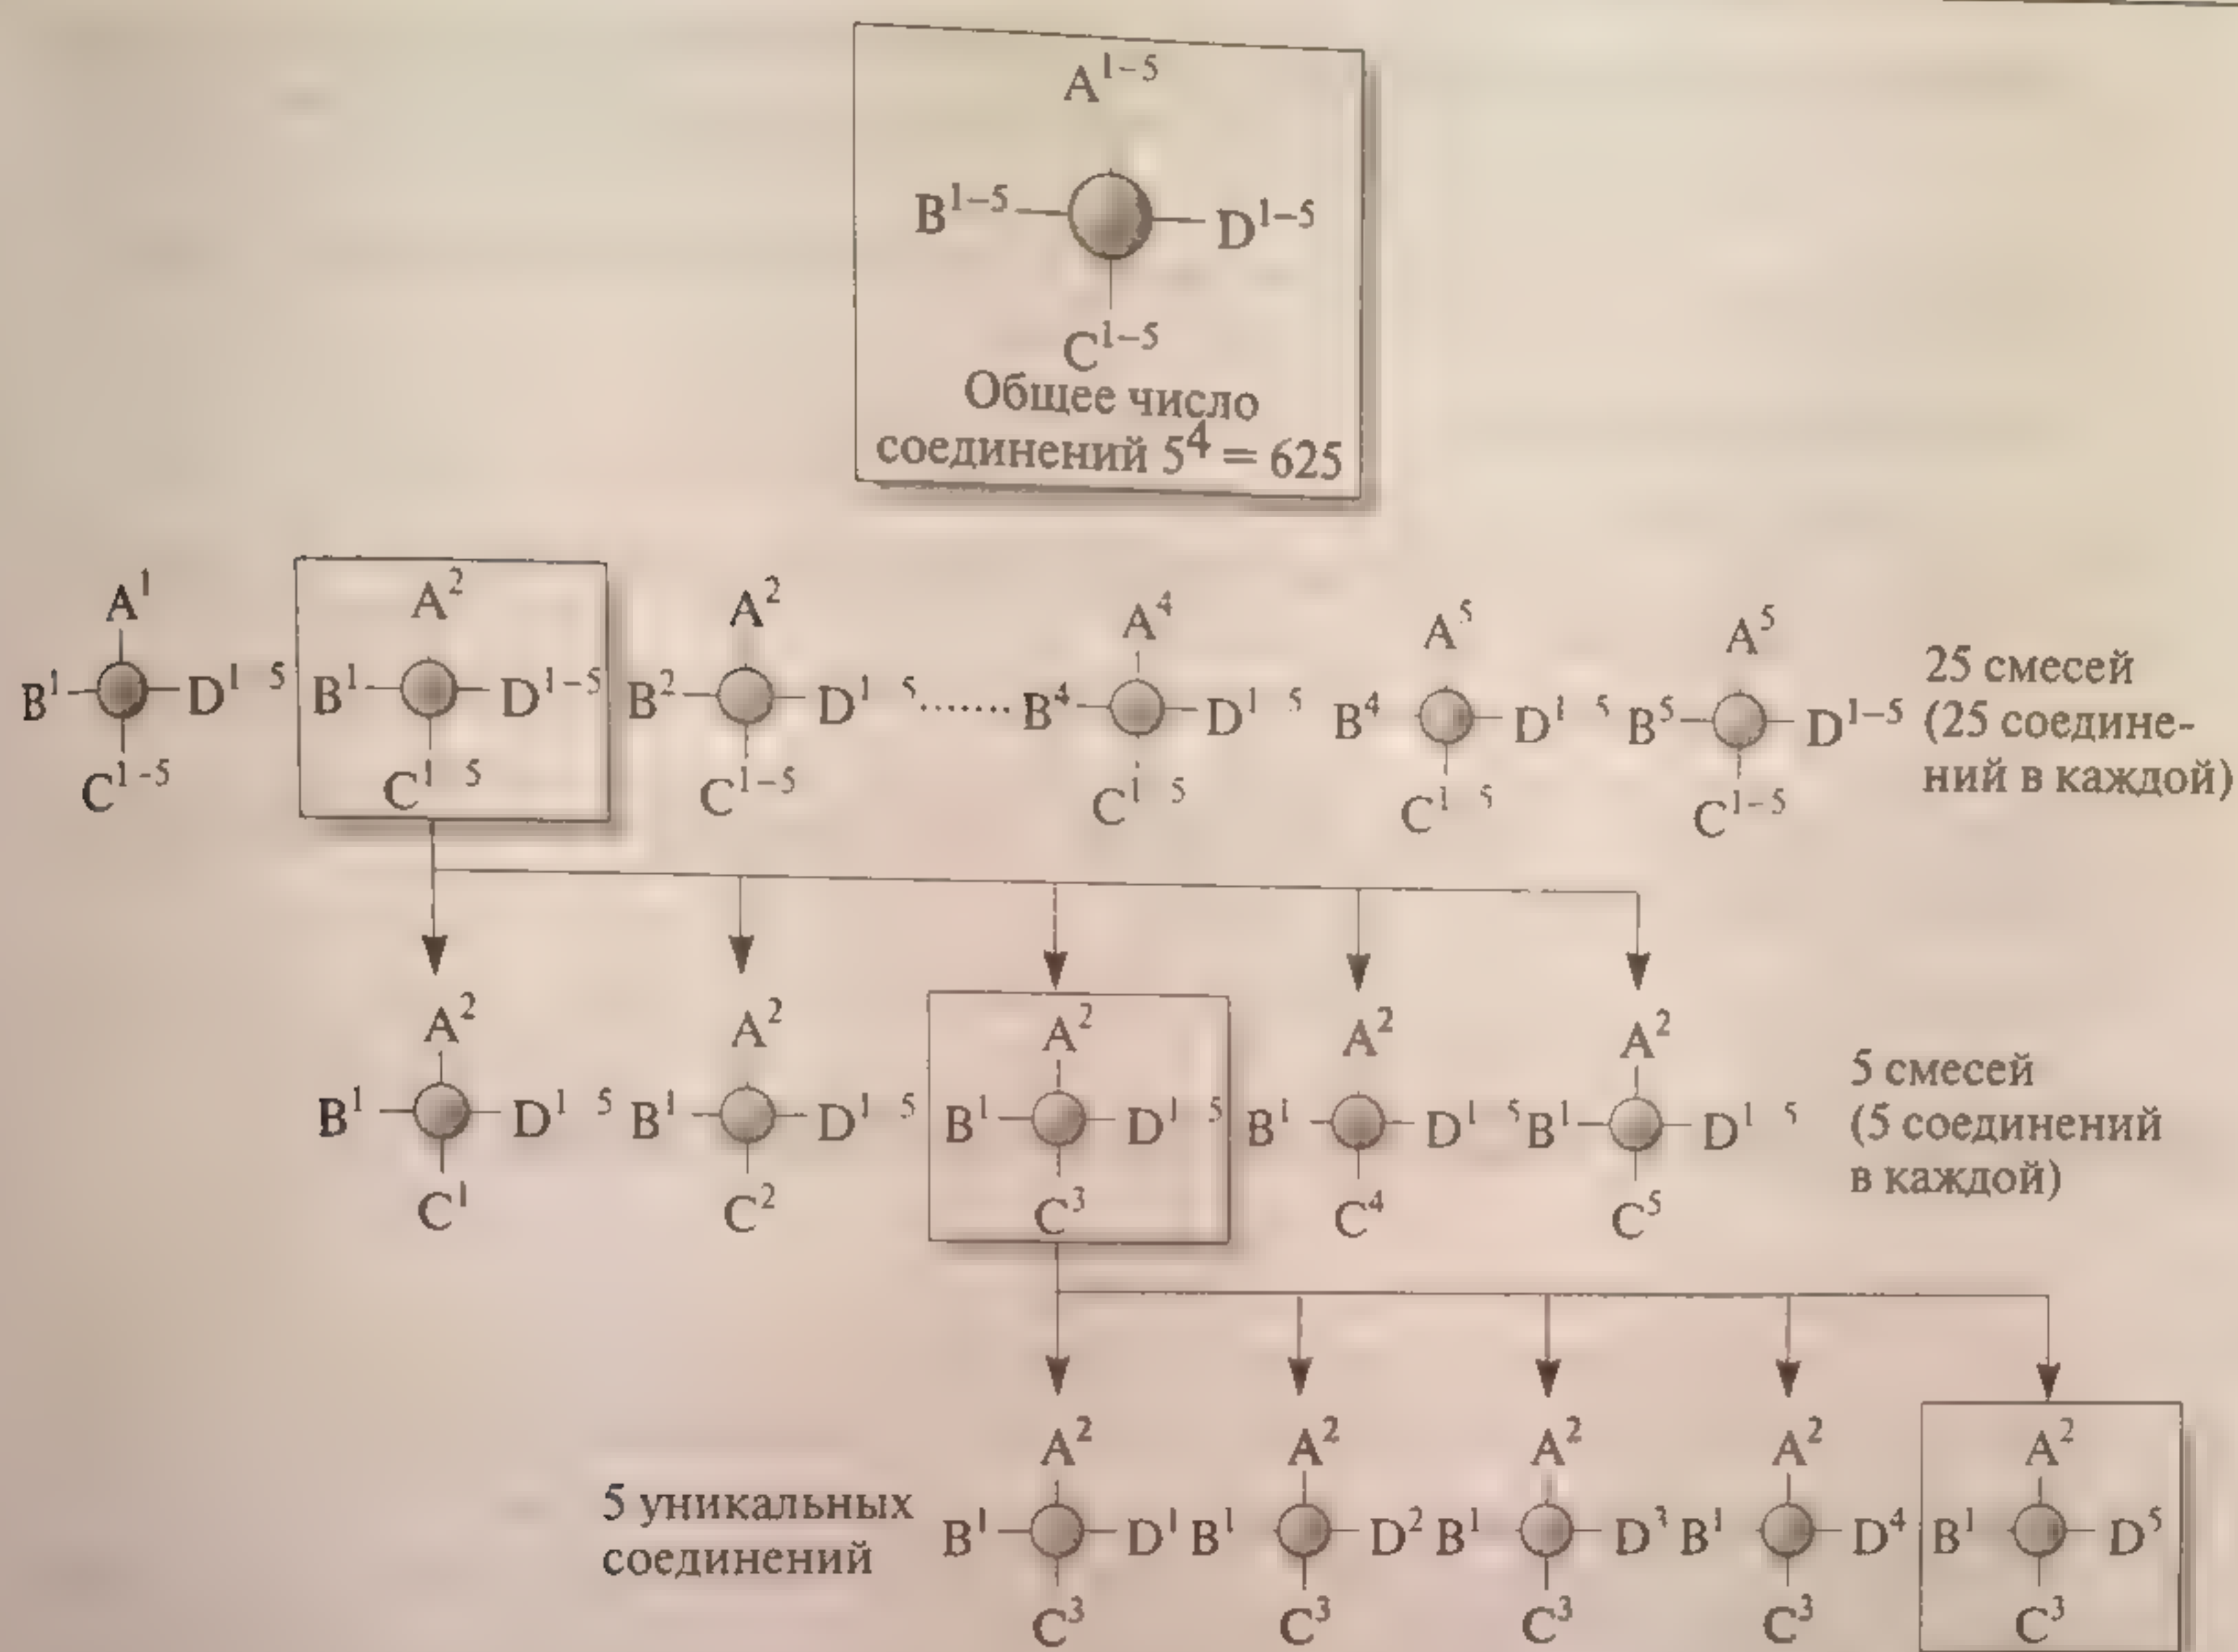 A¹⁻⁵
B¹⁻⁵ D¹⁻⁵
C¹⁻⁵
Общее число
соединений 5⁴ = 625
A¹ A² A² A⁴ A⁵ A⁵
B¹ D¹ ⁵ B¹ D¹⁻⁵ B² D¹ ⁵ ....... B⁴ D¹ ⁵ B⁴ D¹ ⁵ B⁵ D¹⁻⁵
C¹⁻⁵ C¹ ⁵ C¹⁻⁵ C¹ ⁵ C¹ ⁵ C¹⁻⁵
25 смесей
(25 соедине-
ний в каждой)
A² A² A² A² A²
B¹ D¹ ⁵ B¹ D¹ ⁵ B¹ D¹ ⁵ B¹ D¹ ⁵ B¹ D¹ ⁵
C¹ C² C³ C⁴ C⁵
5 смесей
(5 соединений
в каждой)
5 уникальных
соединений
A² A² A² A² A²
B¹ D¹ B¹ D² B¹ D³ B¹ D⁴ B¹ D⁵
C³ C³ C³ C³ C³